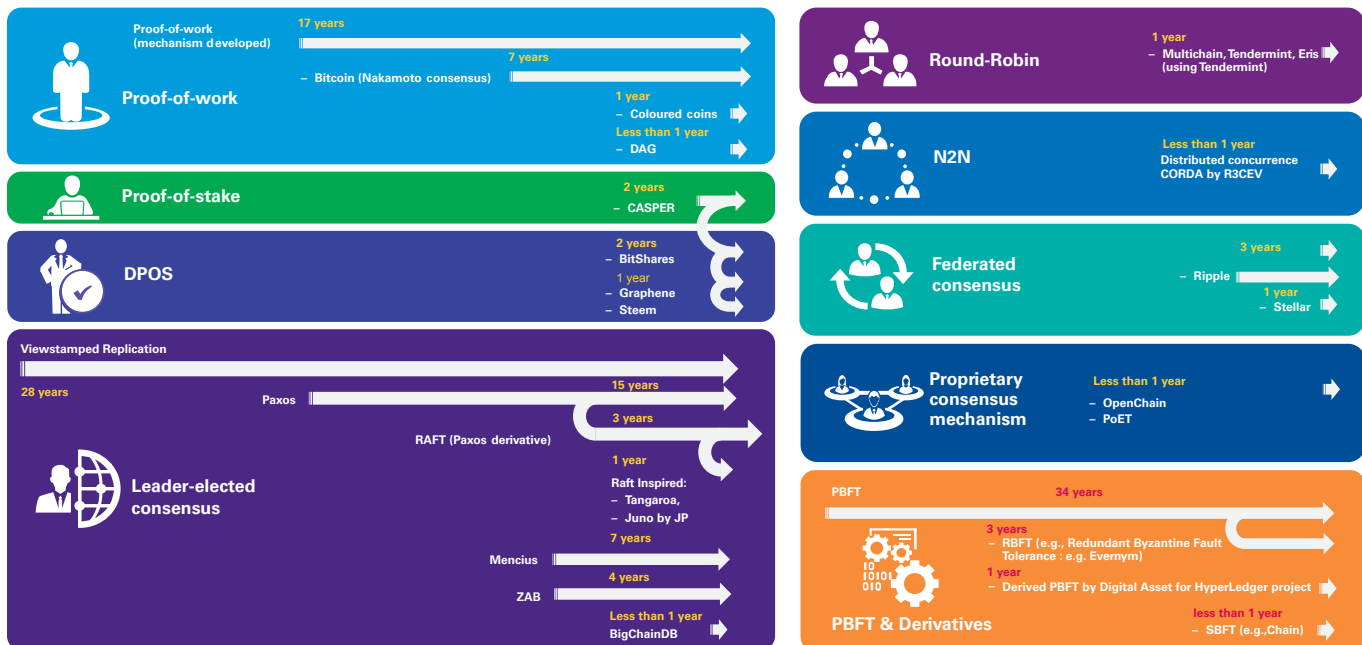 Proof-of-work
(mechanism developed)
17 years
7 years
– Bitcoin (Nakamoto consensus)
Proof-of-work
1 year
– Coloured coins
Less than 1 year
– DAG
Proof-of-stake
2 years
– CASPER
DPOS
2 years
– BitShares
1 year
– Graphene
– Steem
Viewstamped Replication
28 years
15 years
Paxos
3 years
RAFT (Paxos derivative)
1 year
Raft Inspired:
– Tangaroa,
– Juno by JP
Leader-elected
consensus
7 years
Mencius
4 years
ZAB
Less than 1 year
BigChainDB
Round-Robin
1 year
– Multichain, Tendermint, Eris
(using Tendermint)
N2N
Less than 1 year
Distributed concurrence
CORDA by R3CEV
Federated
consensus
3 years
– Ripple
1 year
– Stellar
Proprietary
consensus
mechanism
Less than 1 year
– OpenChain
– PoET
PBFT
34 years
3 years
– RBFT (e.g., Redundant Byzantine Fault
Tolerance : e.g. Evernym)
1 year
– Derived PBFT by Digital Asset for HyperLedger project
10
10101
010
PBFT & Derivatives
less than 1 year
– SBFT (e.g.,Chain)